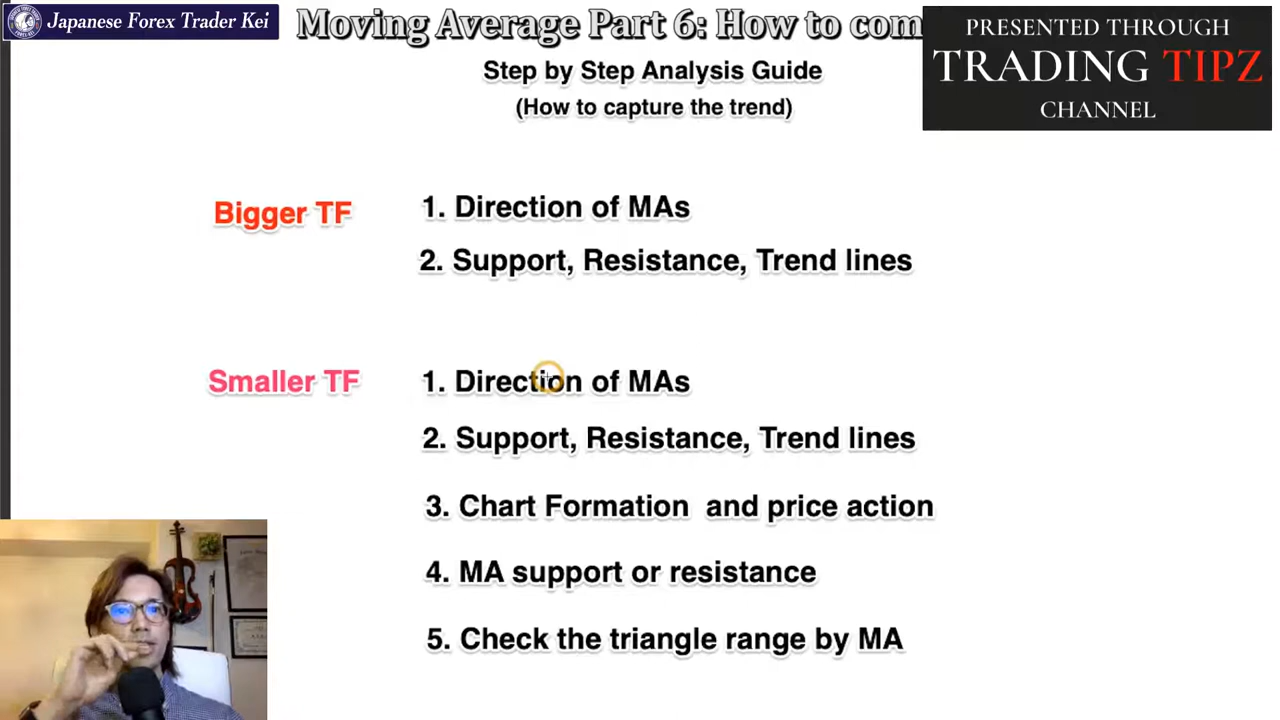 Japanese Forex Trader Kei
Moving Average Part 6: How to com
PRESENTED THROUGH
TRADING TIPZ
CHANNEL
Step by Step Analysis Guide
(How to capture the trend)
Bigger TF
1. Direction of MAs
2. Support, Resistance, Trend lines
Smaller TF
1. Direction of MAs
2. Support, Resistance, Trend lines
3. Chart Formation and price action
4. MA support or resistance
5. Check the triangle range by MA